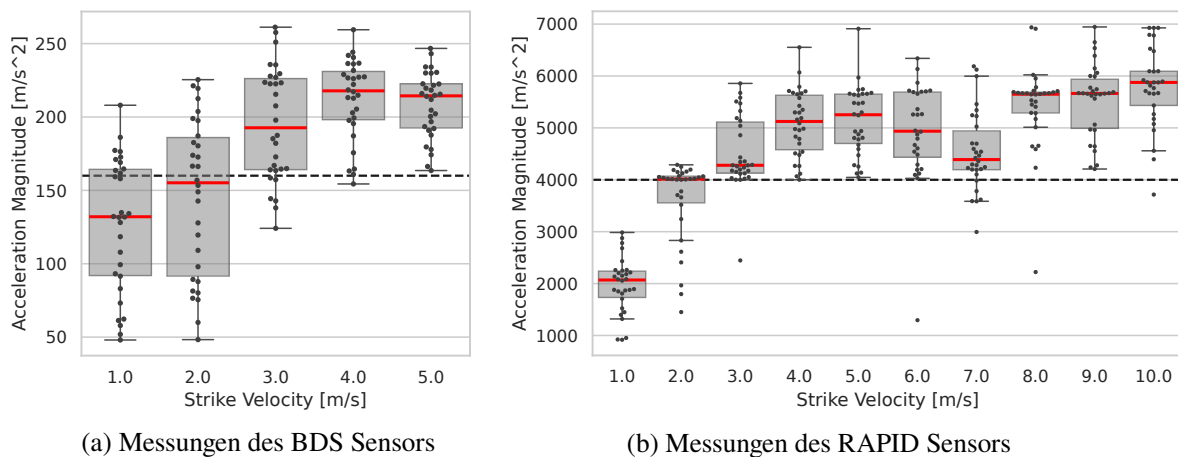 250
200
150
100
50
Acceleration Magnitude [m/s^2]
1.0 2.0 3.0 4.0 5.0
Strike Velocity [m/s]
(a) Messungen des BDS Sensors
7000
6000
5000
4000
3000
2000
1000
Acceleration Magnitude [m/s^2]
1.0 2.0 3.0 4.0 5.0 6.0 7.0 8.0 9.0 10.0
Strike Velocity [m/s]
(b) Messungen des RAPID Sensors